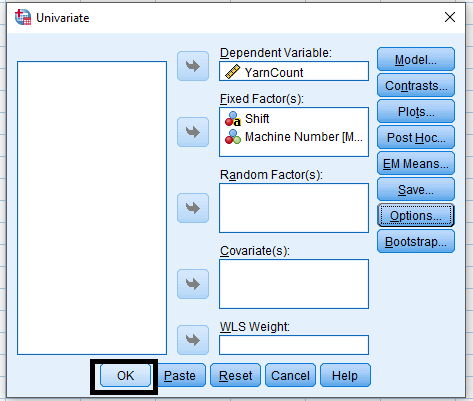 Univariate
Dependent Variable:
YarnCount
Fixed Factor(s):
a Shift
Machine Number [M...
Random Factor(s):
Covariate(s):
WLS Weight:
Model...
Contrasts...
Plots...
Post Hoc...
EM Means...
Save...
Options...
Bootstrap...
OK Paste Reset Cancel Help